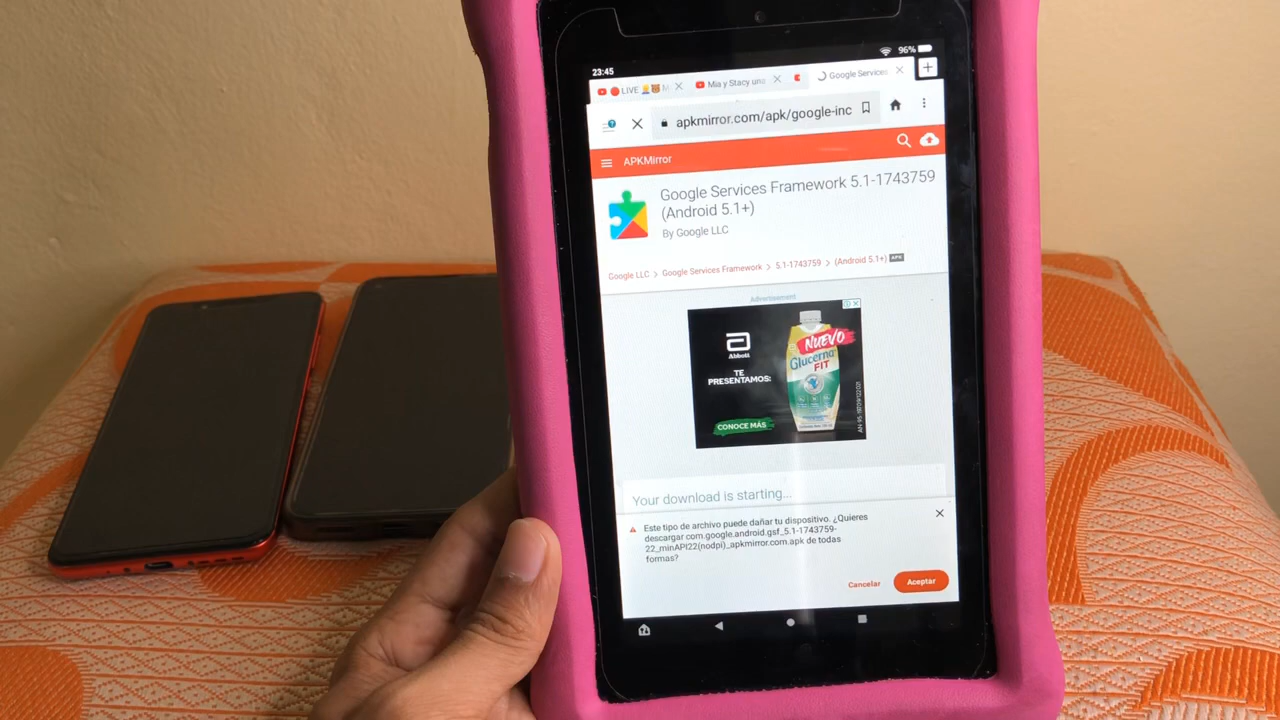 23:45
96%
LIVE
Mia y Stacy una
Google Services
apkmirror.com/apk/google-inc
APKMirror
Google Services Framework 5.1-1743759
(Android 5.1+)
By Google LLC
Google LLC > Google Services Framework > 5.1-1743759 > (Android 5.1+) APK
Advertisement
Abbott
TE
PRESENTAMOS:
CONOCE MÁS
NUEVO
Glucerna
FIT
Your download is starting...
Este tipo de archivo puede dañar tu dispositivo. ¿Quieres
descargar com.google.android.gsf_5.1-1743759-
22_minAPI22(nodpi)_apkmirror.com.apk de todas
formas?
Cancelar
Aceptar